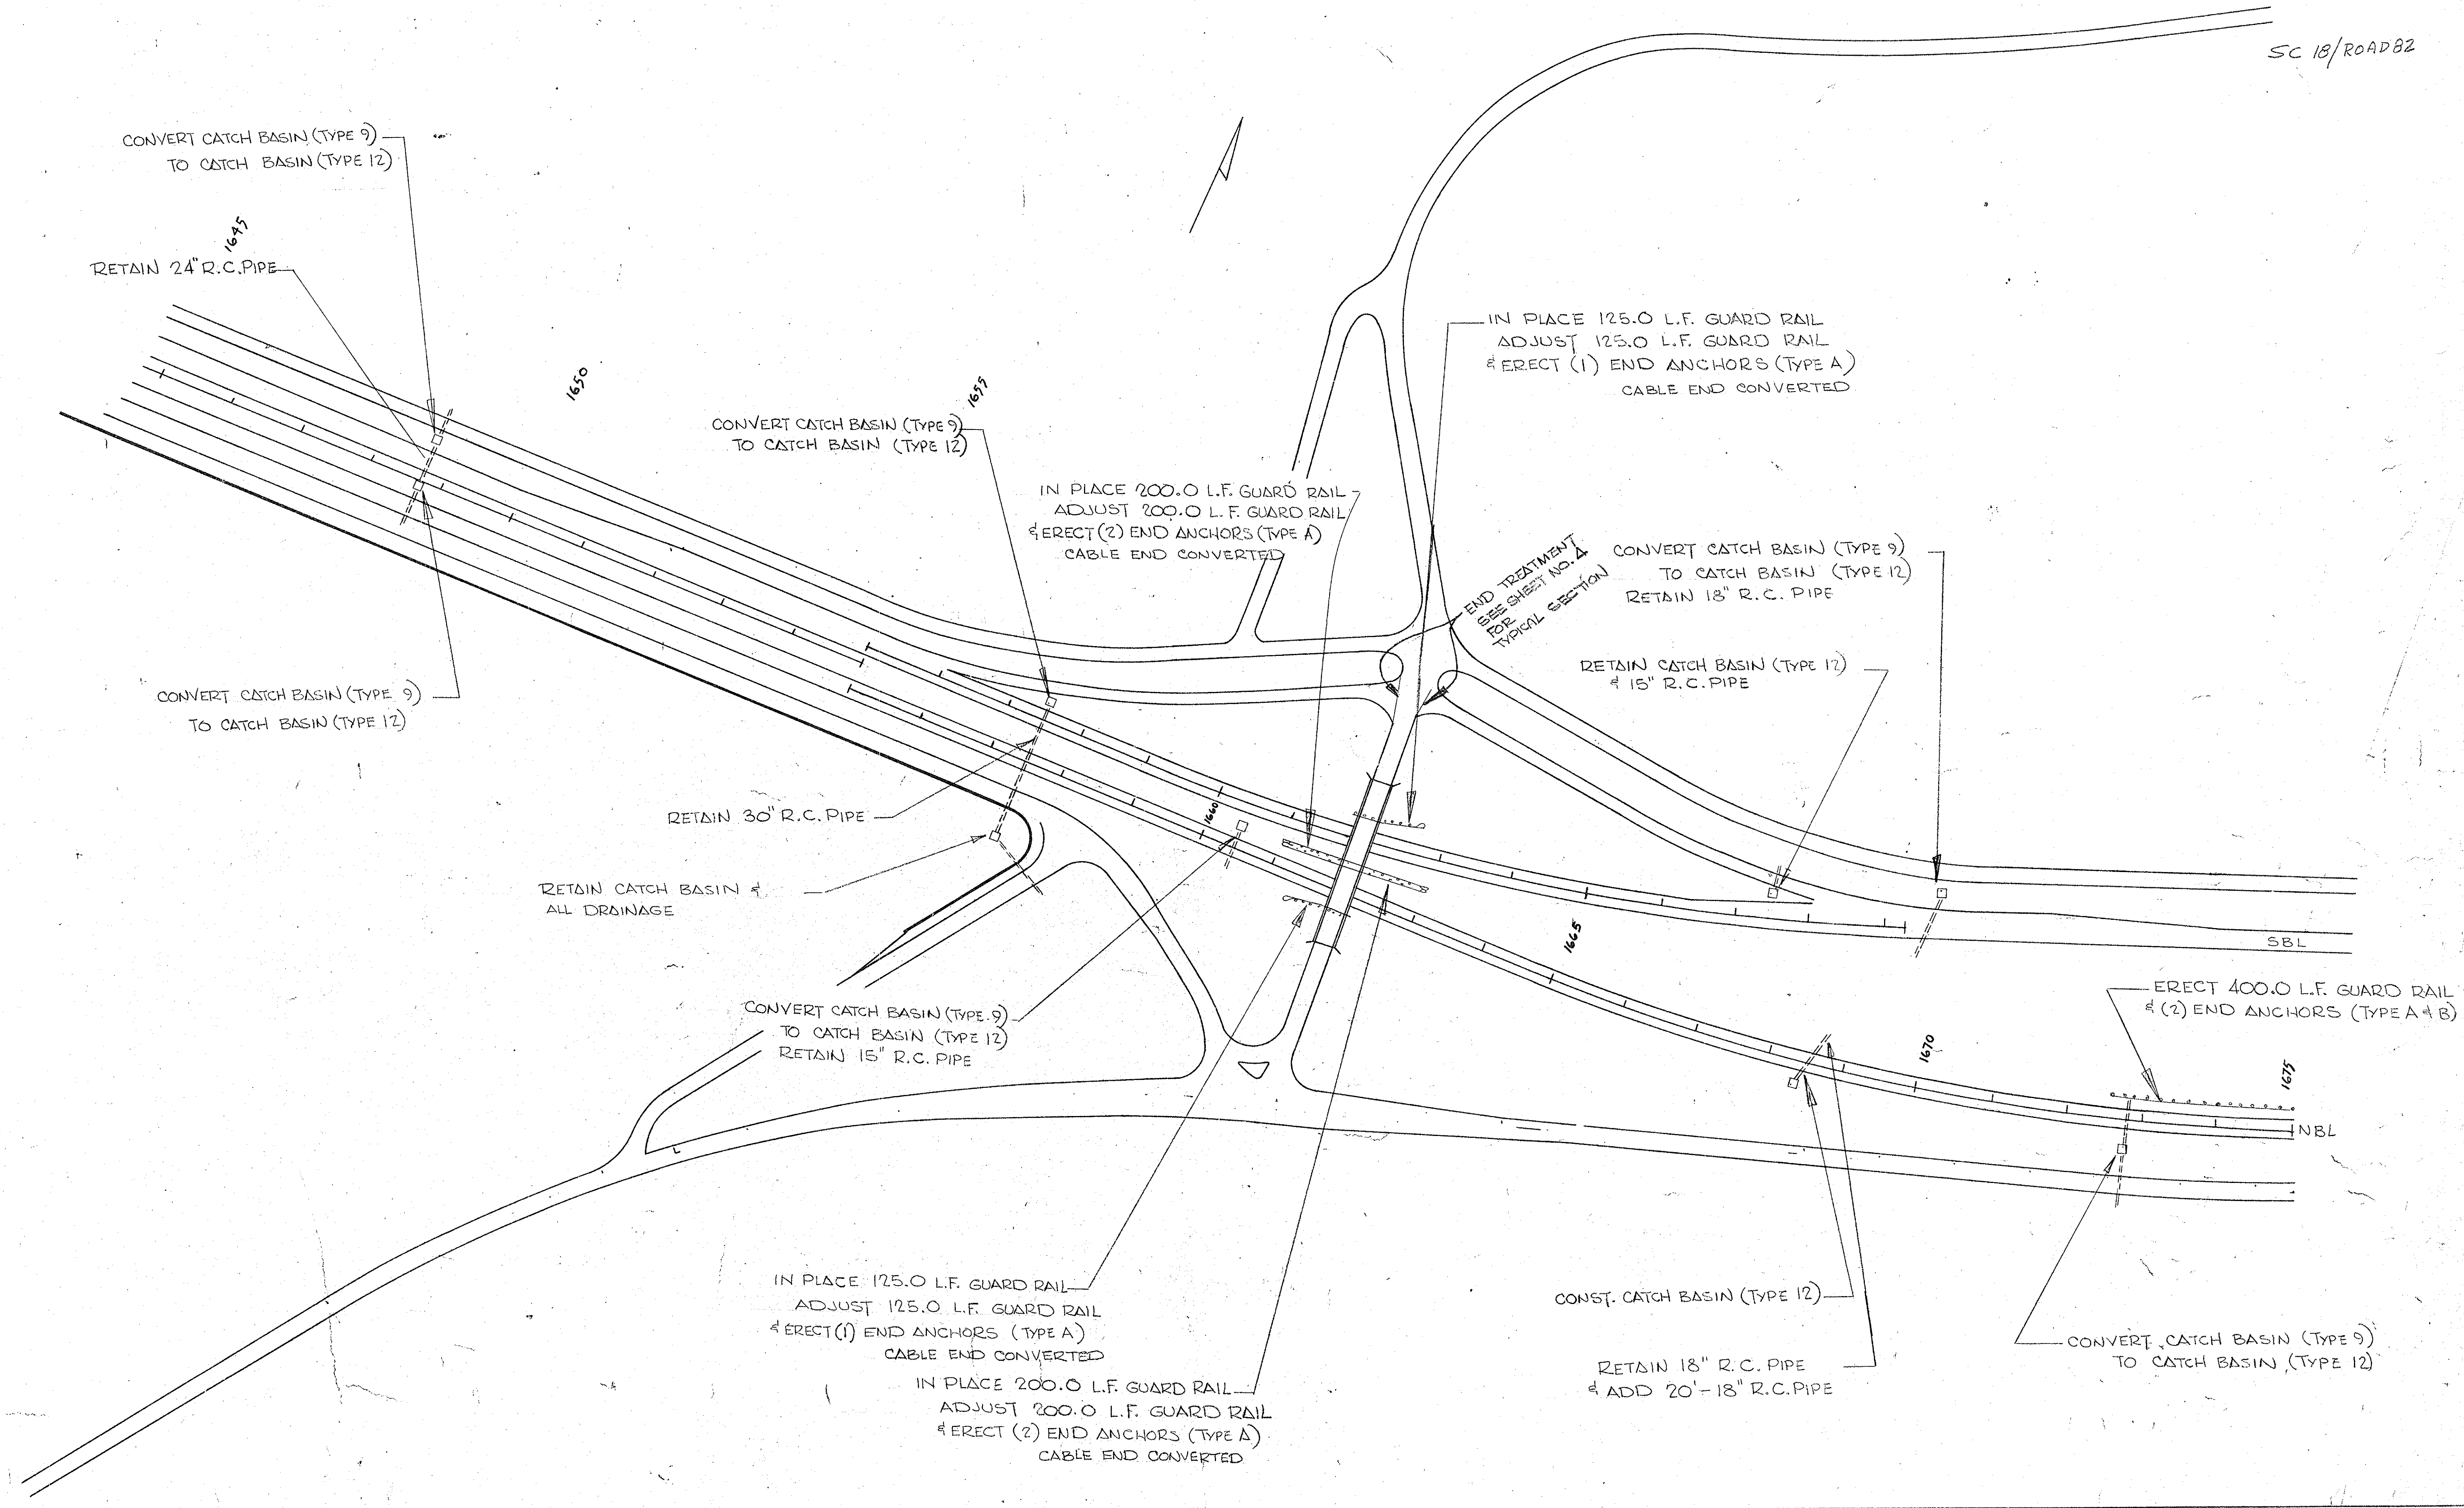 SC 18/ROAD82
CONVERT CATCH BASIN (TYPE 9)
TO CATCH BASIN (TYPE 12)
1645
RETAIN 24" R.C. PIPE
1650
1655
CONVERT CATCH BASIN (TYPE 9)
TO CATCH BASIN (TYPE 12)
IN PLACE 125.0 L.F. GUARD RAIL
ADJUST 125.0 L.F. GUARD RAIL
& ERECT (1) END ANCHORS (TYPE A)
CABLE END CONVERTED
IN PLACE 200.0 L.F. GUARD RAIL
ADJUST 200.0 L.F. GUARD RAIL
& ERECT (2) END ANCHORS (TYPE A)
CABLE END CONVERTED
END TREATMENT
SEE SHEET NO. 4
FOR
TYPICAL SECTION
CONVERT CATCH BASIN (TYPE 9)
TO CATCH BASIN (TYPE 12)
RETAIN 18" R.C. PIPE
RETAIN CATCH BASIN (TYPE 12)
& 15" R.C. PIPE
CONVERT CATCH BASIN (TYPE 9)
TO CATCH BASIN (TYPE 12)
RETAIN 30" R.C. PIPE
1660
RETAIN CATCH BASIN &
ALL DRAINAGE
1665
SBL
CONVERT CATCH BASIN (TYPE 9)
TO CATCH BASIN (TYPE 12)
RETAIN 15" R.C. PIPE
ERECT 400.0 L.F. GUARD RAIL
& (2) END ANCHORS (TYPE A & B)
1670
1675
NBL
IN PLACE 125.0 L.F. GUARD RAIL
ADJUST 125.0 L.F. GUARD RAIL
& ERECT (1) END ANCHORS (TYPE A)
CABLE END CONVERTED
IN PLACE 200.0 L.F. GUARD RAIL
ADJUST 200.0 L.F. GUARD RAIL
& ERECT (2) END ANCHORS (TYPE A)
CABLE END CONVERTED
CONST. CATCH BASIN (TYPE 12)
RETAIN 18" R.C. PIPE
& ADD 20'-18" R.C. PIPE
CONVERT CATCH BASIN (TYPE 9)
TO CATCH BASIN (TYPE 12)